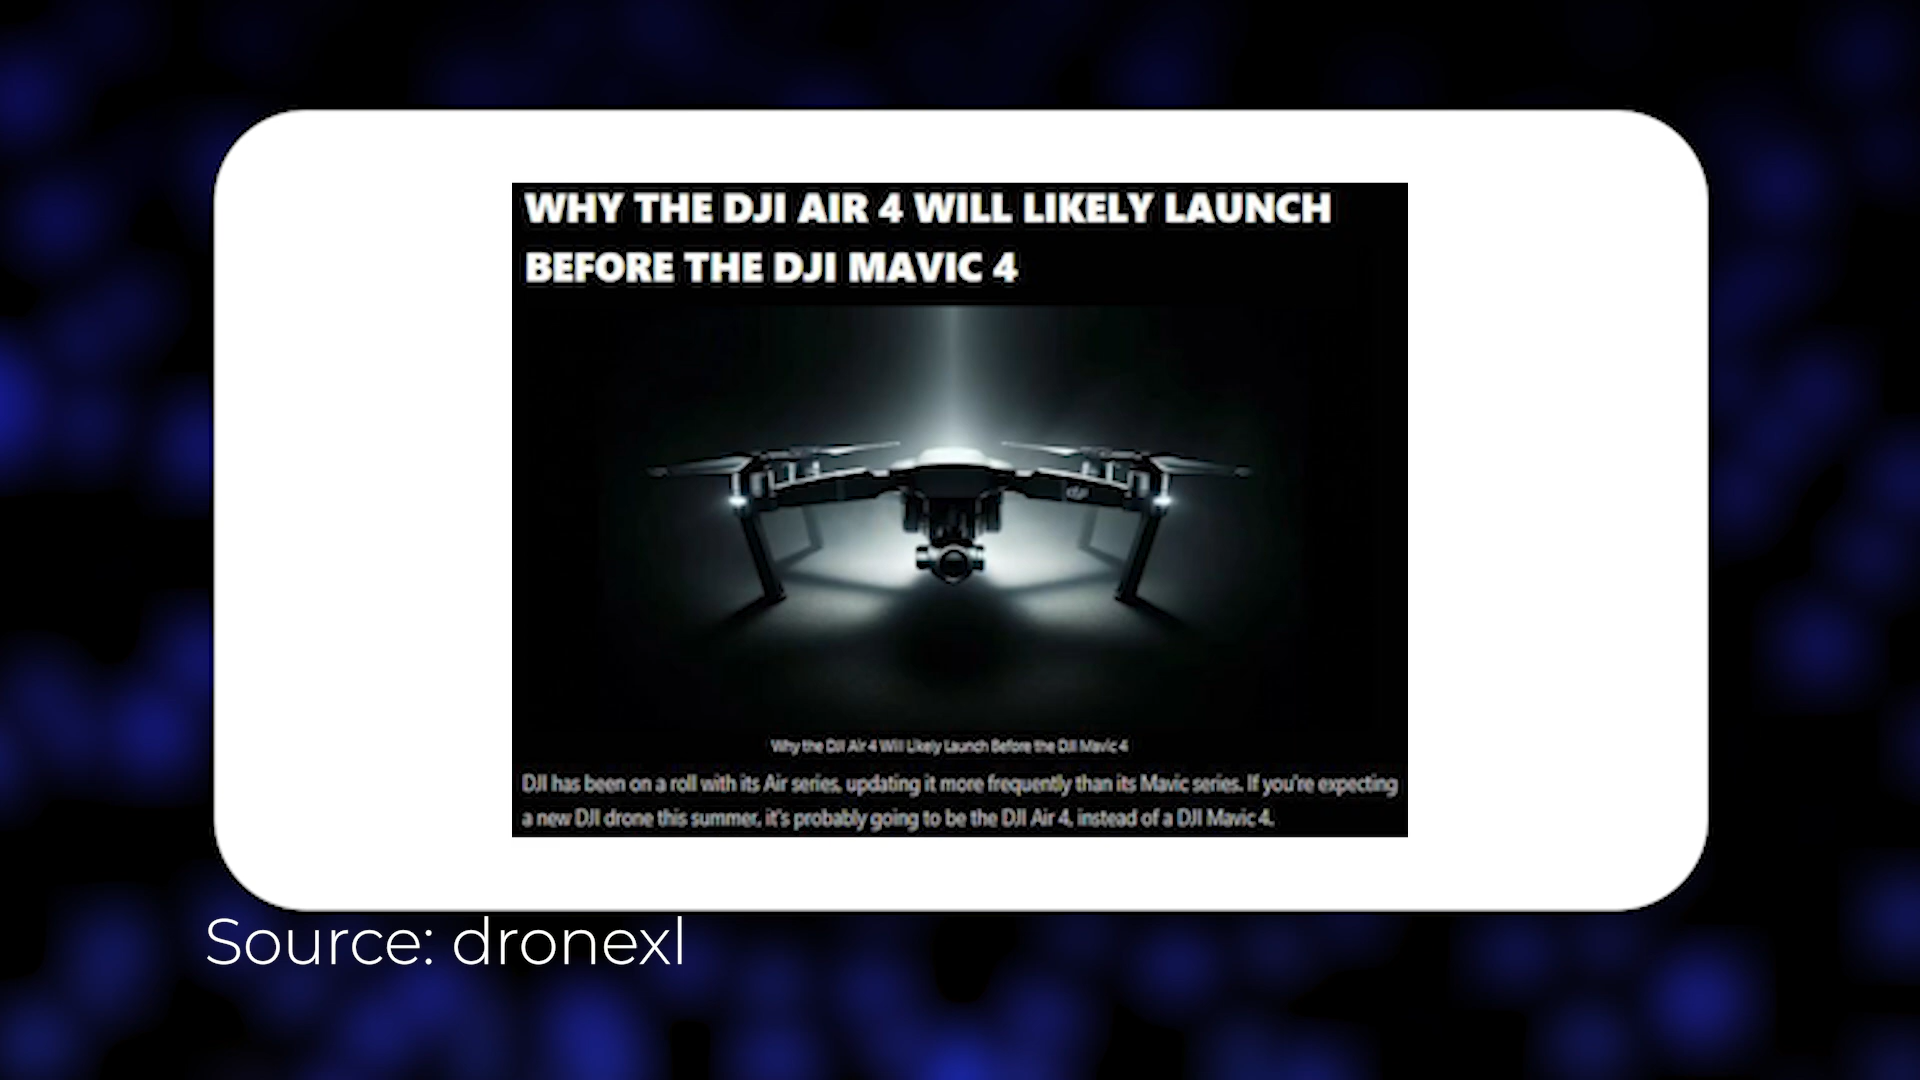 WHY THE DJI AIR 4 WILL LIKELY LAUNCH
BEFORE THE DJI MAVIC 4
dji
Why the DJI Air 4 Will Likely Launch Before the DJI Mavic 4
DJI has been on a roll with its Air series, updating it more frequently than its Mavic series. If you're expecting
a new DJI drone this summer, it's probably going to be the DJI Air 4, instead of a DJI Mavic 4.
Source: dronexl